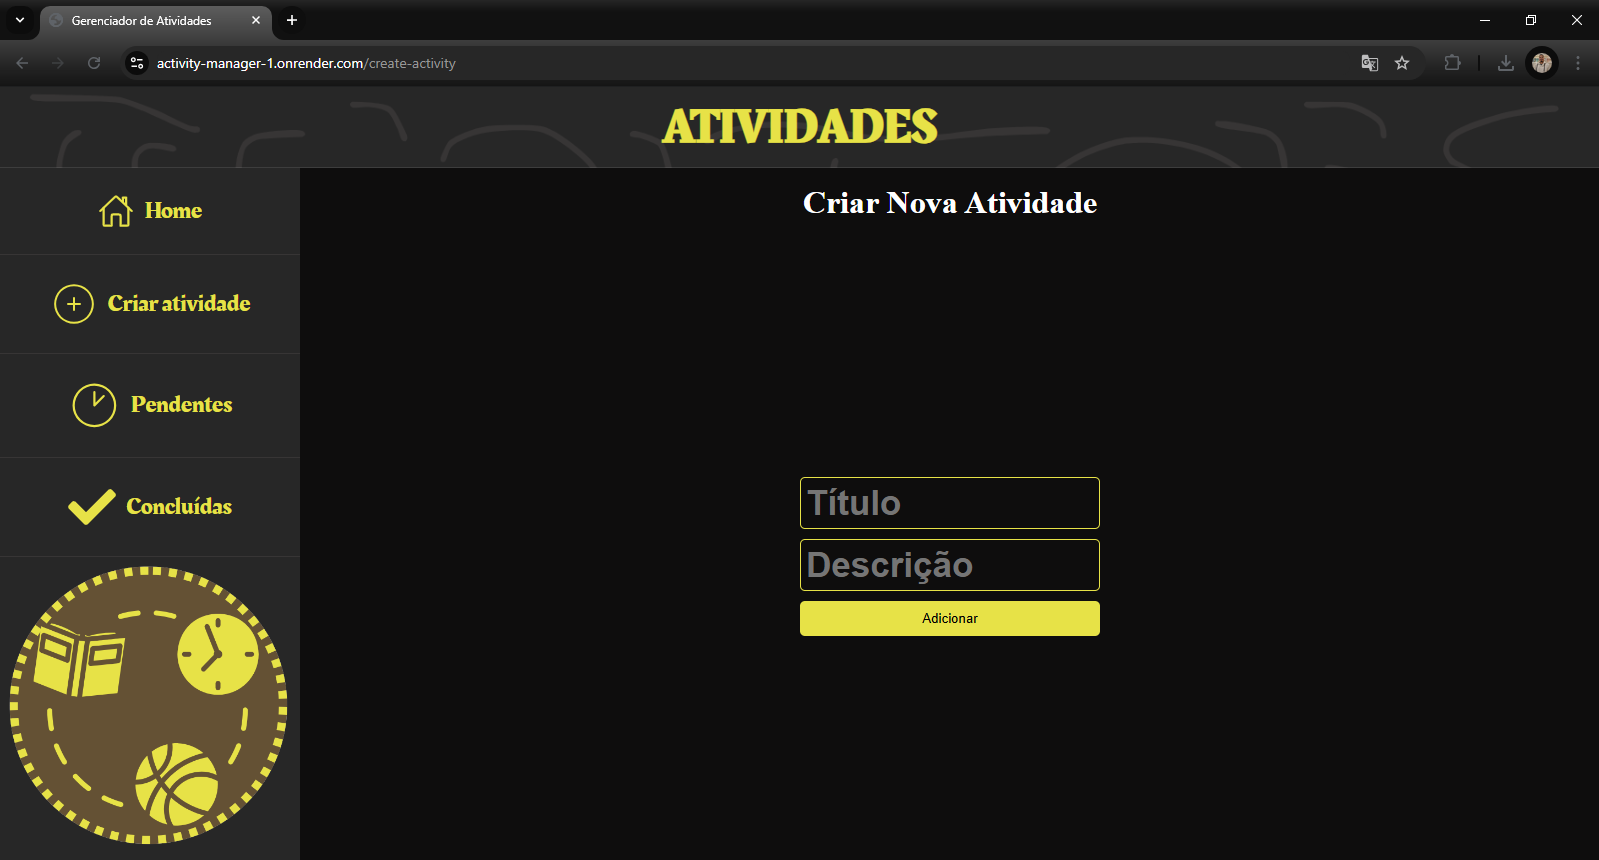 Gerenciador de Atividades
activity-manager-1.onrender.com/create-activity
ATIVIDADES
Home
Criar atividade
Pendentes
Concluídas
Criar Nova Atividade
Título
Descrição
Adicionar